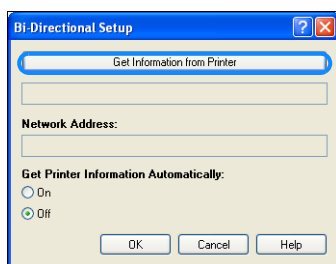 Bi-Directional Setup
Get Information from Printer
Network Address:
Get Printer Information Automatically:
On
Off
OK Cancel Help